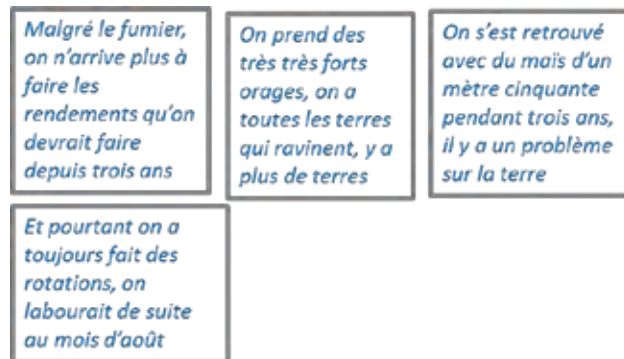 Malgré le fumier,
on n'arrive plus à
faire les
rendements qu'on
devrait faire
depuis trois ans
On prend des
très très forts
orages, on a
toutes les terres
qui ravinent, y a
plus de terres
On s'est retrouvé
avec du maïs d'un
mètre cinquante
pendant trois ans,
il y a un problème
sur la terre
Et pourtant on a
toujours fait des
rotations, on
labourait de suite
au mois d'août